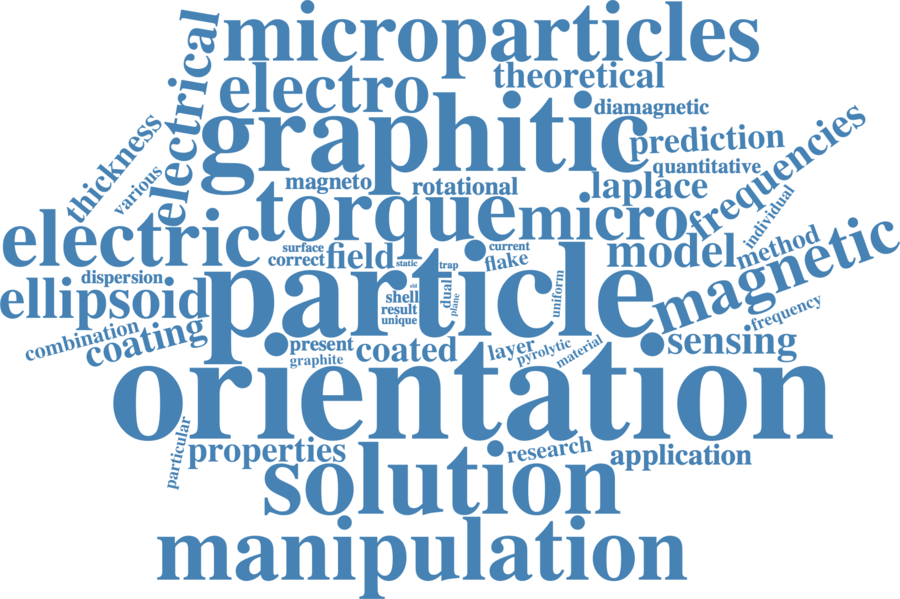 microparticles
electrical
theoretical
electro
diamagnetic
graphitic
prediction
frequencies
thickness
various
quantitative
magneto
rotational
laplace
individual
torque
micro
electric
surface
correct
field
static
current
flake
trap
model
method
magnetic
dispersion
particle
ellipsoid
shell
result
unique
dual
plane
uniform
frequency
combination
coating
present
graphite
coated
layer
pyrolytic
material
sensing
orientation
particular
properties
research
application
solution
manipulation